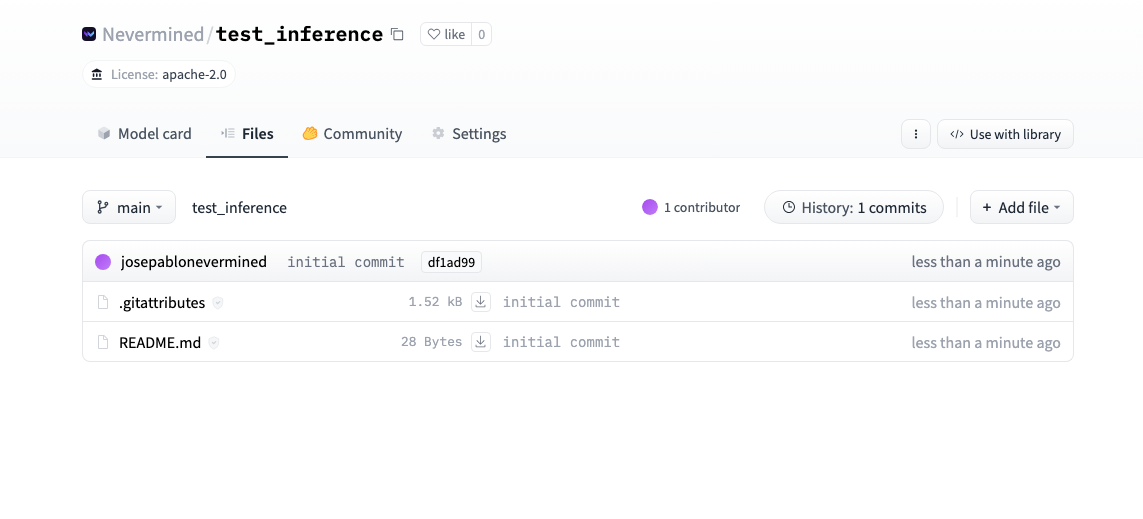 Nevermined/test_inference like 0
License: apache-2.0
Model card Files Community Settings Use with library
main test_inference 1 contributor History: 1 commits + Add file
josepablonevermined initial commit df1ad99 less than a minute ago
.gitattributes 1.52 kB initial commit less than a minute ago
README.md 28 Bytes initial commit less than a minute ago